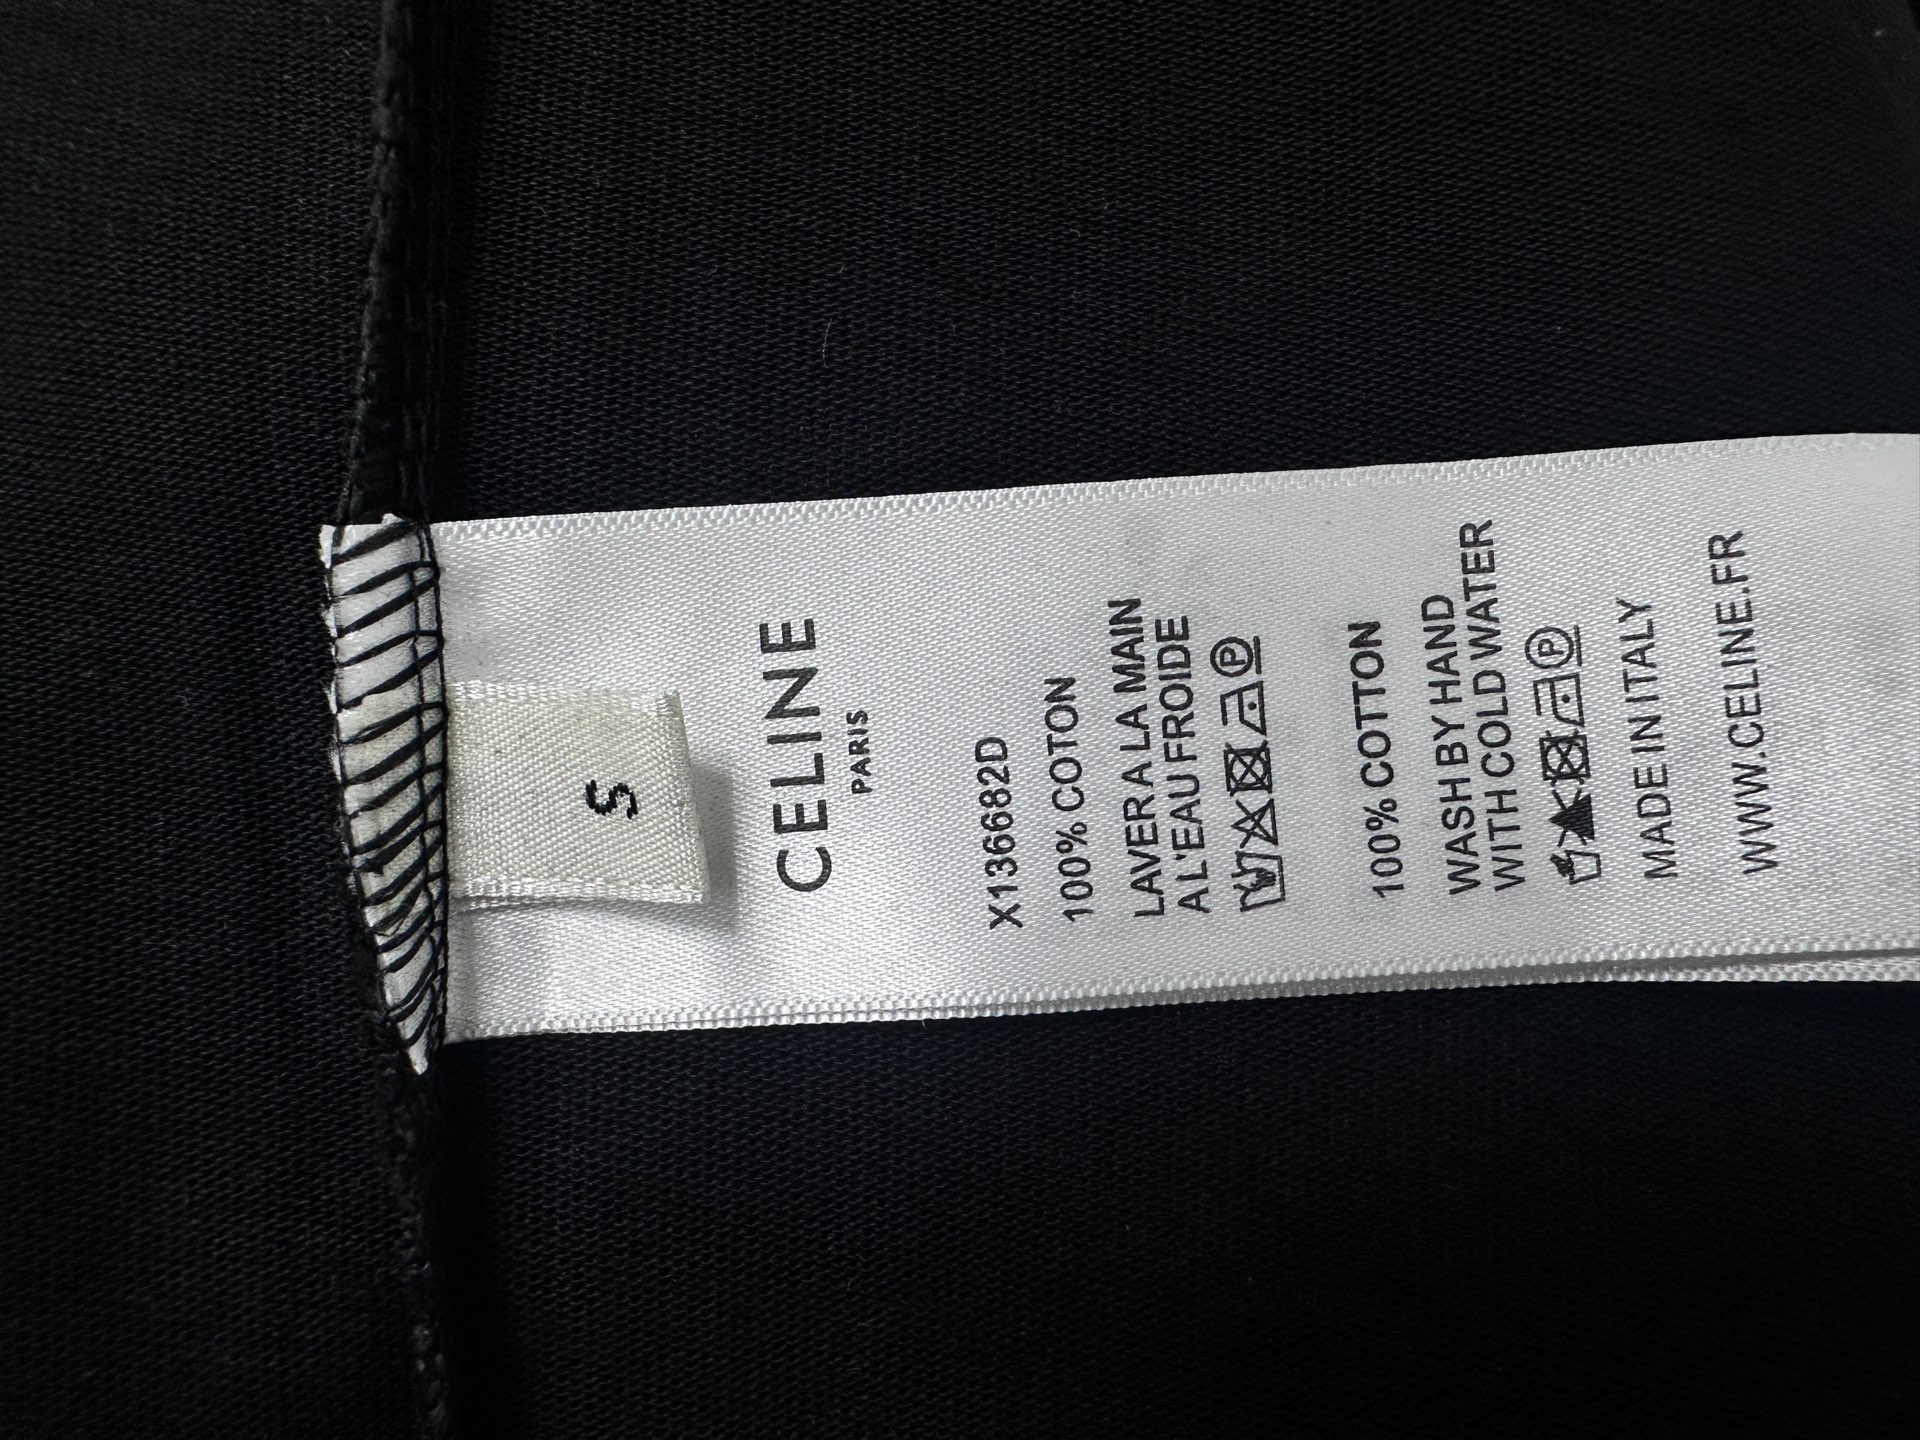 S
CELINE
PARIS
X136682D
100% COTON
LAVER A LA MAIN
A L'EAU FROIDE
P
100% COTTON
WASH BY HAND
WITH COLD WATER
P
MADE IN ITALY
WWW.CELINE.FR